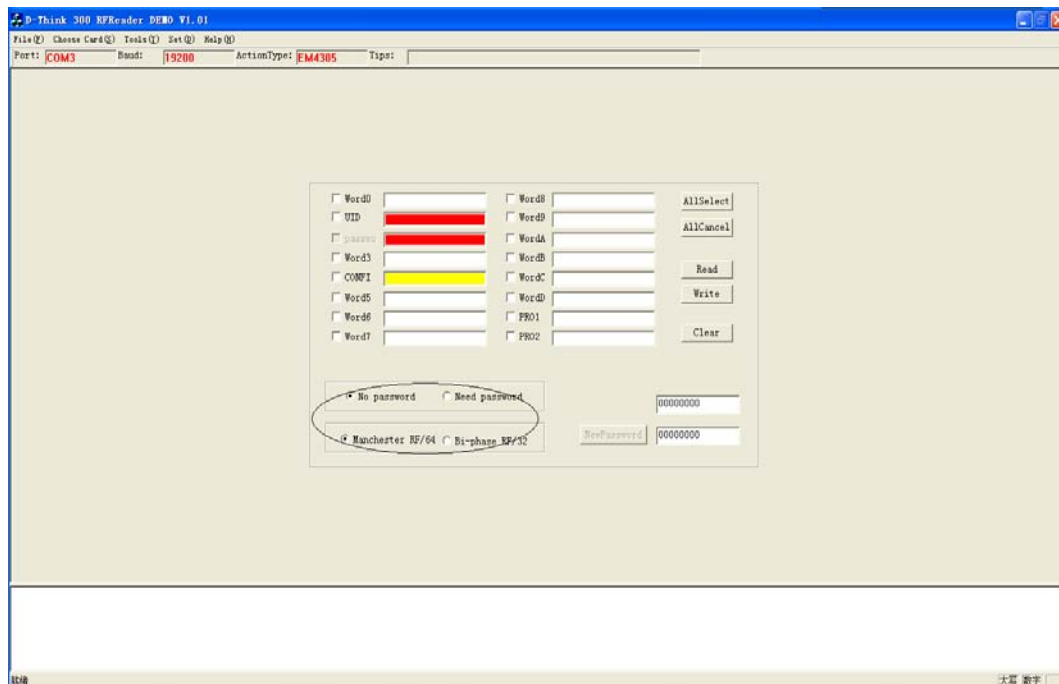 D-Think 300 RFReader DEMO V1.01
File(F) Choose Card(S) Tools(T) Set(Q) Help(H)
Port: COM3 Baud: 19200 ActionType: EM4305 Tips:
Word0 Word8 AllSelect
UID Word9 AllCancel
passwo WordA
Word3 WordB
CONFI WordC Read
Word5 WordD Write
Word6 PRO1
Word7 PRO2 Clear
No password Need password
00000000
Manchester RF/64 Bi-phase RF/32 NewPassword 00000000
就绪 大写 数字